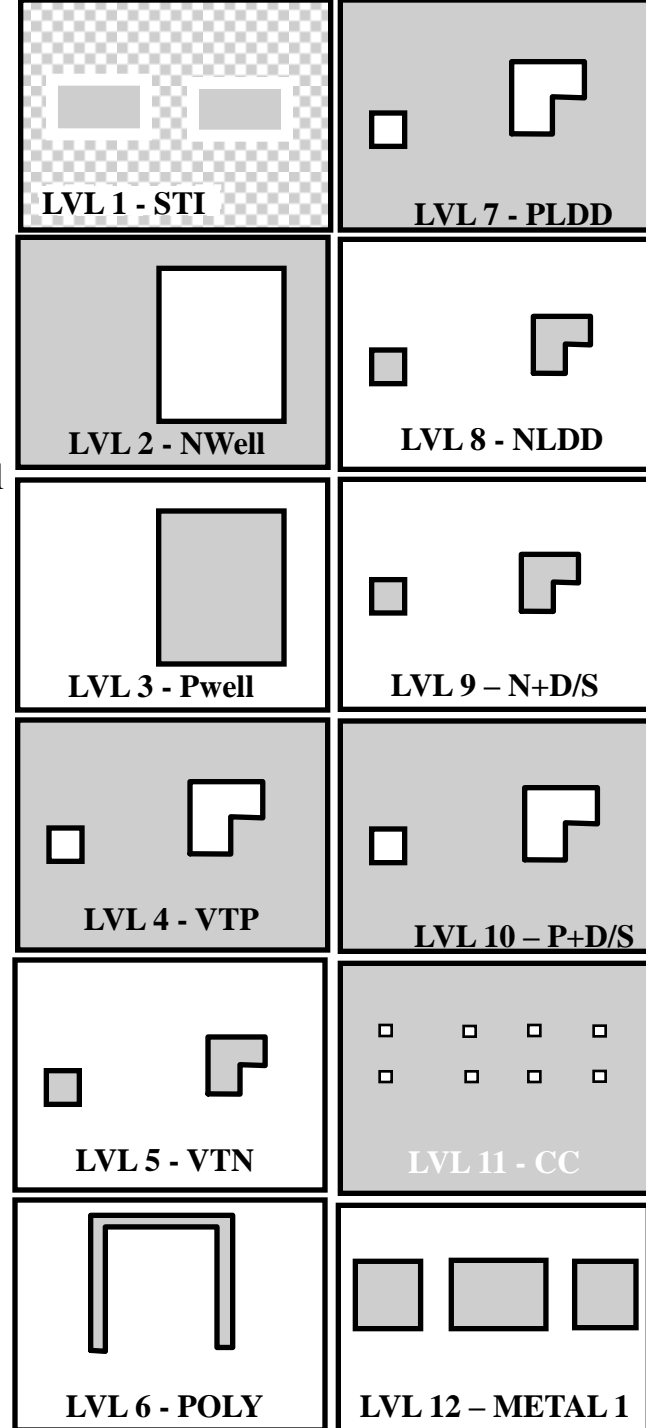 LVL 1 - STI
LVL 2 - NWell
LVL 3 - Pwell
LVL 4 - VTP
LVL 5 - VTN
LVL 6 - POLY
LVL 7 - PLDD
LVL 8 - NLDD
LVL 9 – N+D/S
LVL 10 – P+D/S
LVL 11 - CC
LVL 12 – METAL 1